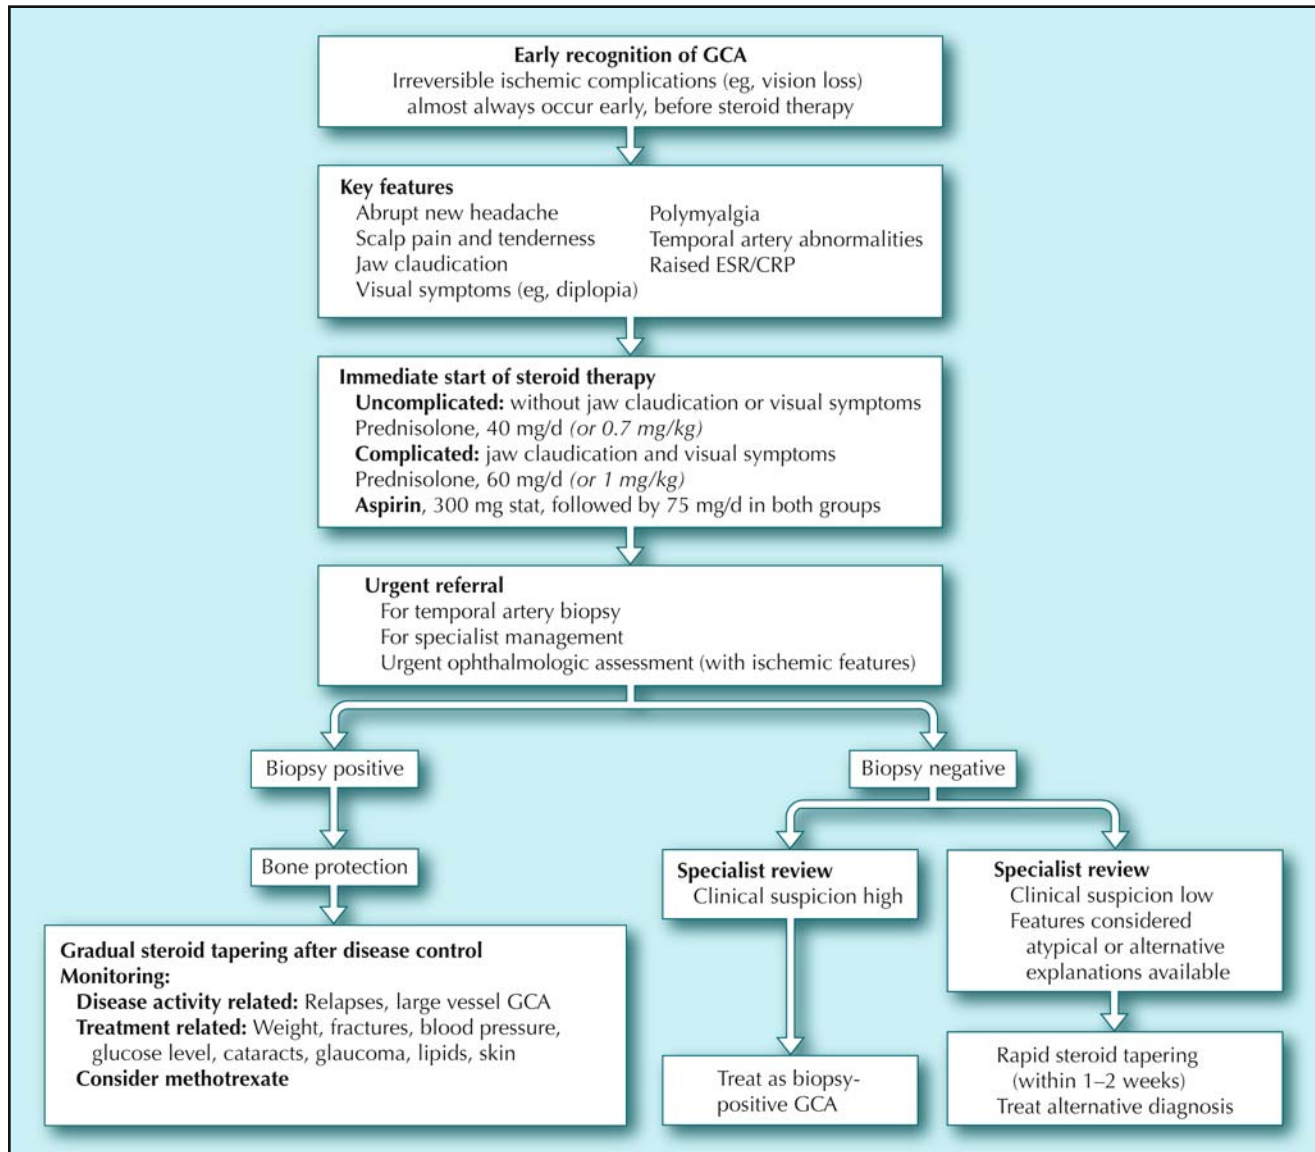 Early recognition of GCA
Irreversible ischemic complications (eg, vision loss)
almost always occur early, before steroid therapy
Key features
Abrupt new headache
Scalp pain and tenderness
Jaw claudication
Visual symptoms (eg, diplopia)
Polymyalgia
Temporal artery abnormalities
Raised ESR/CRP
Immediate start of steroid therapy
Uncomplicated: without jaw claudication or visual symptoms
Prednisolone, 40 mg/d (or 0.7 mg/kg)
Complicated: jaw claudication and visual symptoms
Prednisolone, 60 mg/d (or 1 mg/kg)
Aspirin, 300 mg stat, followed by 75 mg/d in both groups
Urgent referral
For temporal artery biopsy
For specialist management
Urgent ophthalmologic assessment (with ischemic features)
Biopsy positive
Bone protection
Gradual steroid tapering after disease control
Monitoring:
Disease activity related: Relapses, large vessel GCA
Treatment related: Weight, fractures, blood pressure,
glucose level, cataracts, glaucoma, lipids, skin
Consider methotrexate
Biopsy negative
Specialist review
Clinical suspicion high
Treat as biopsy-
positive GCA
Specialist review
Clinical suspicion low
Features considered
atypical or alternative
explanations available
Rapid steroid tapering
(within 1–2 weeks)
Treat alternative diagnosis